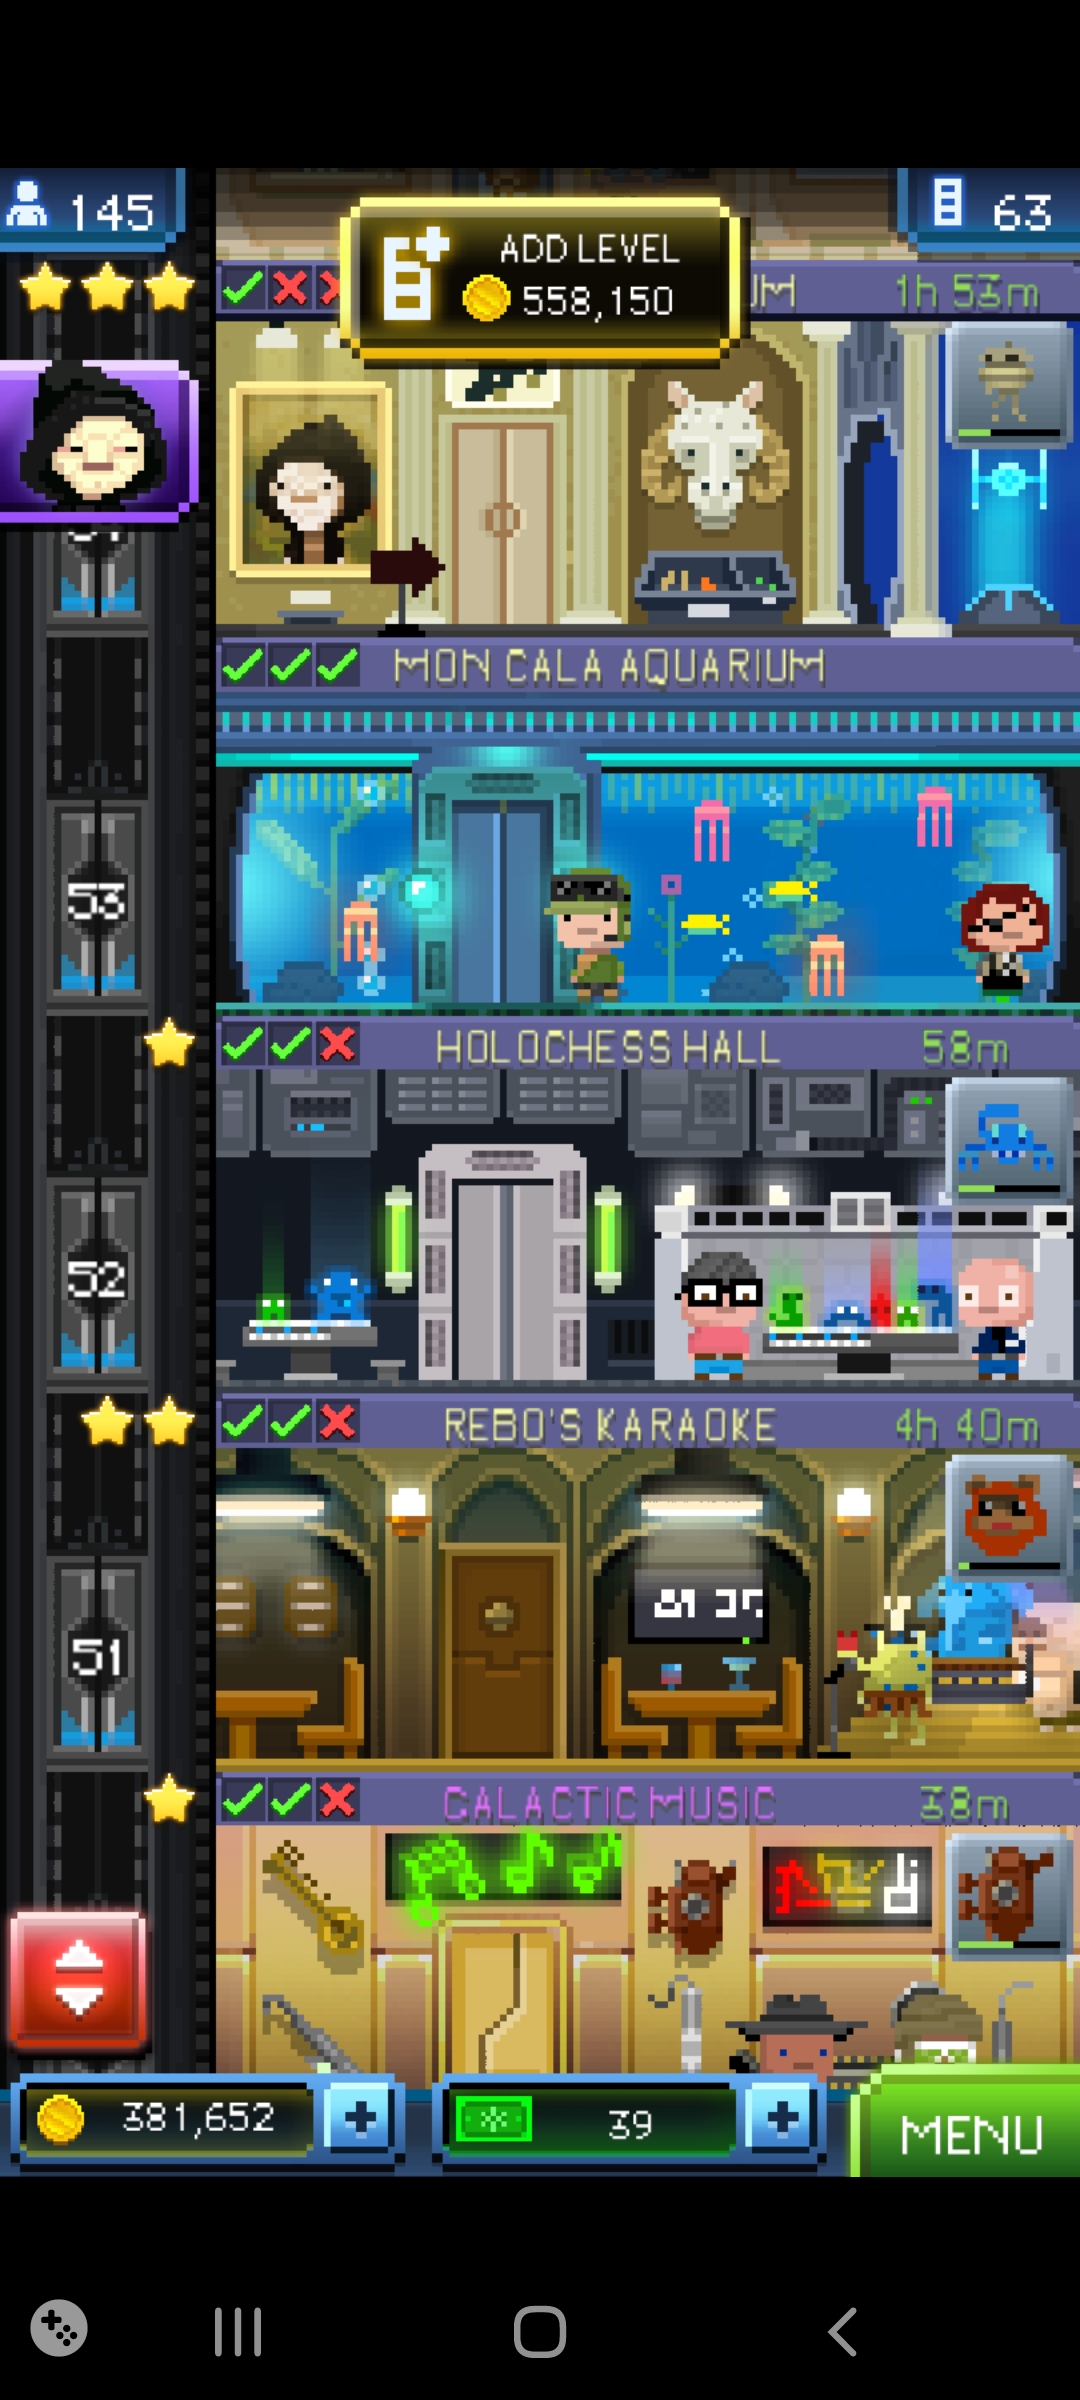 145
ADD LEVEL
558,150
63
UM 1h 53m
MON CALA AQUARIUM
53
HOLOCHESS HALL 58m
52
REBO'S KARAOKE 4h 40m
51
GALACTIC MUSIC 38m
381,652
39
MENU